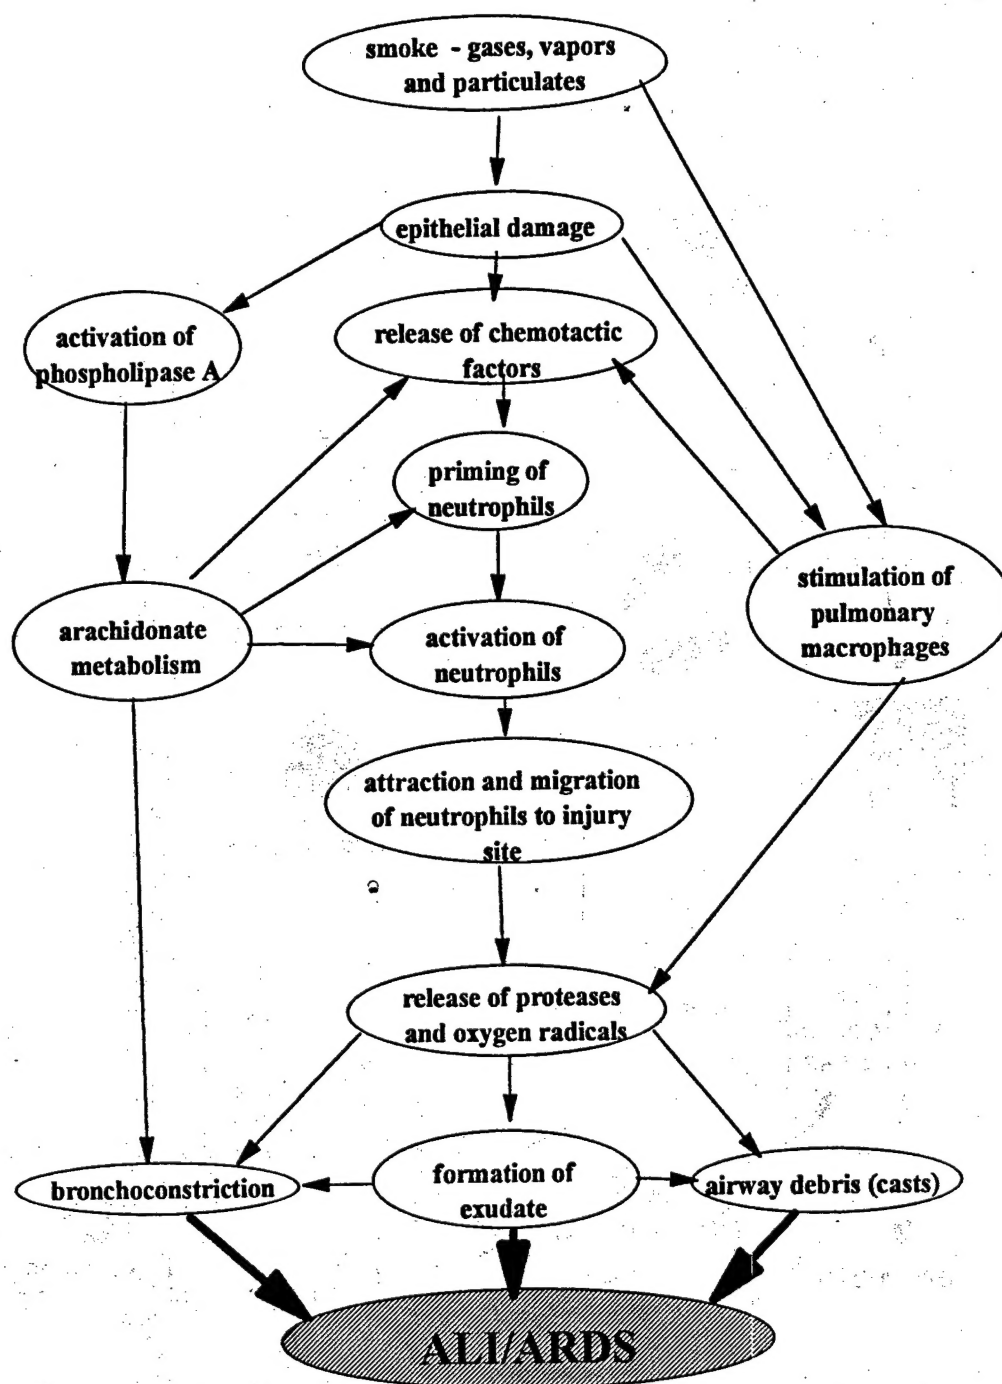 smoke - gases, vapors
and particulates
epithelial damage
activation of
phospholipase A
release of chemotactic
factors
priming of
neutrophils
stimulation of
pulmonary
macrophages
arachidonate
metabolism
activation of
neutrophils
attraction and migration
of neutrophils to injury
site
release of proteases
and oxygen radicals
bronchoconstriction
formation of
exudate
airway debris (casts)
ALI/ARDS